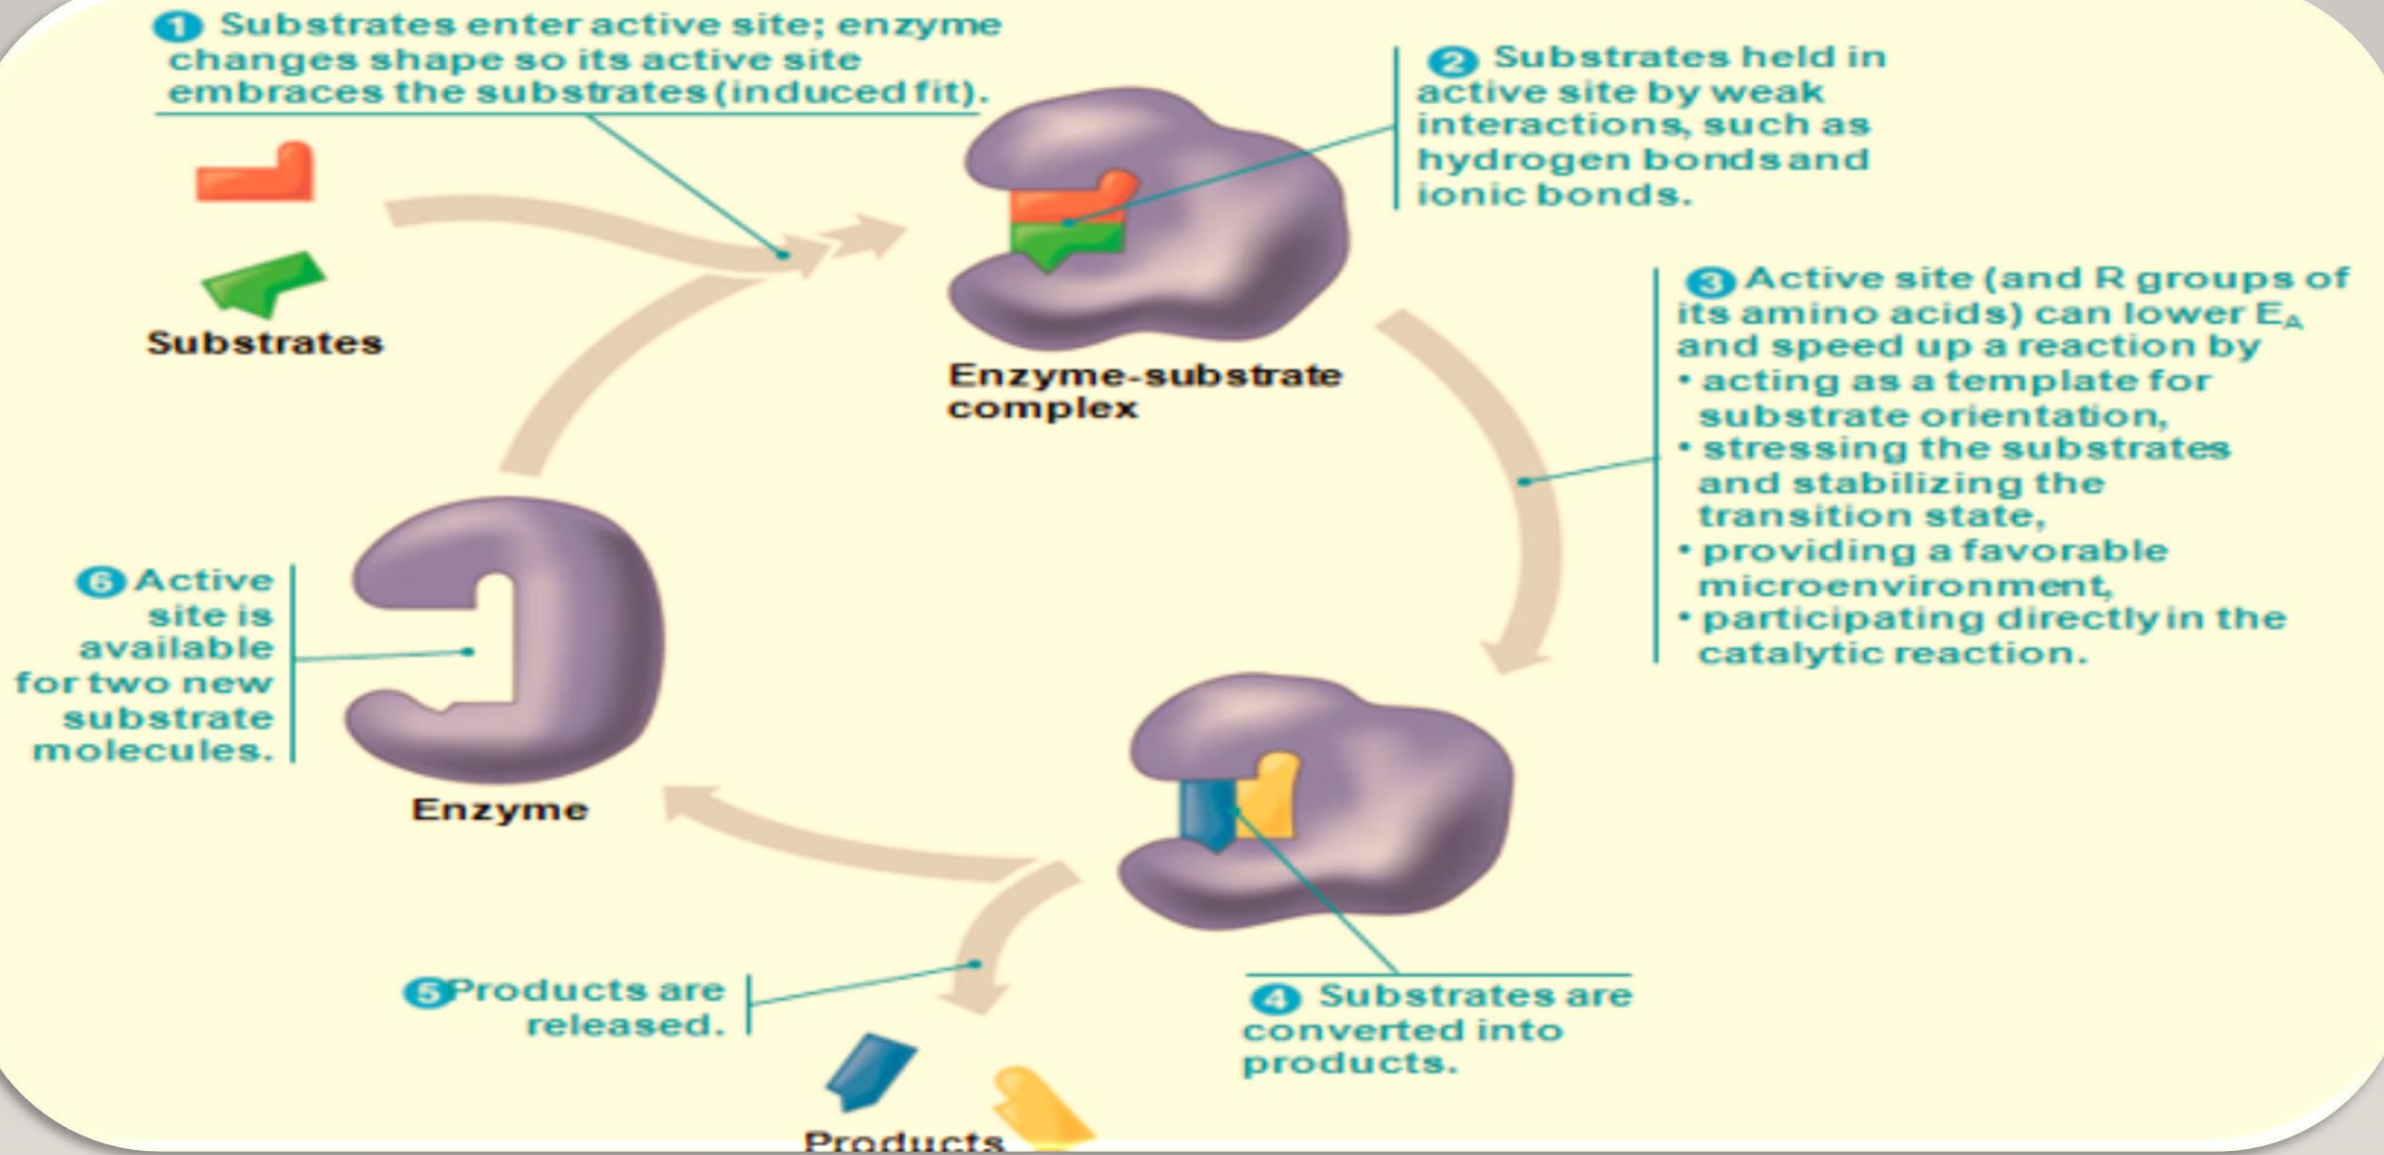 1 Substrates enter active site; enzyme
changes shape so its active site
embraces the substrates (induced fit).
2 Substrates held in
active site by weak
interactions, such as
hydrogen bonds and
ionic bonds.
Substrates
Enzyme-substrate
complex
3 Active site (and R groups of
its amino acids) can lower EA
and speed up a reaction by
• acting as a template for
substrate orientation,
• stressing the substrates
and stabilizing the
transition state,
• providing a favorable
microenvironment,
• participating directly in the
catalytic reaction.
6 Active
site is
available
for two new
substrate
molecules.
Enzyme
5 Products are
released.
4 Substrates are
converted into
products.
Products